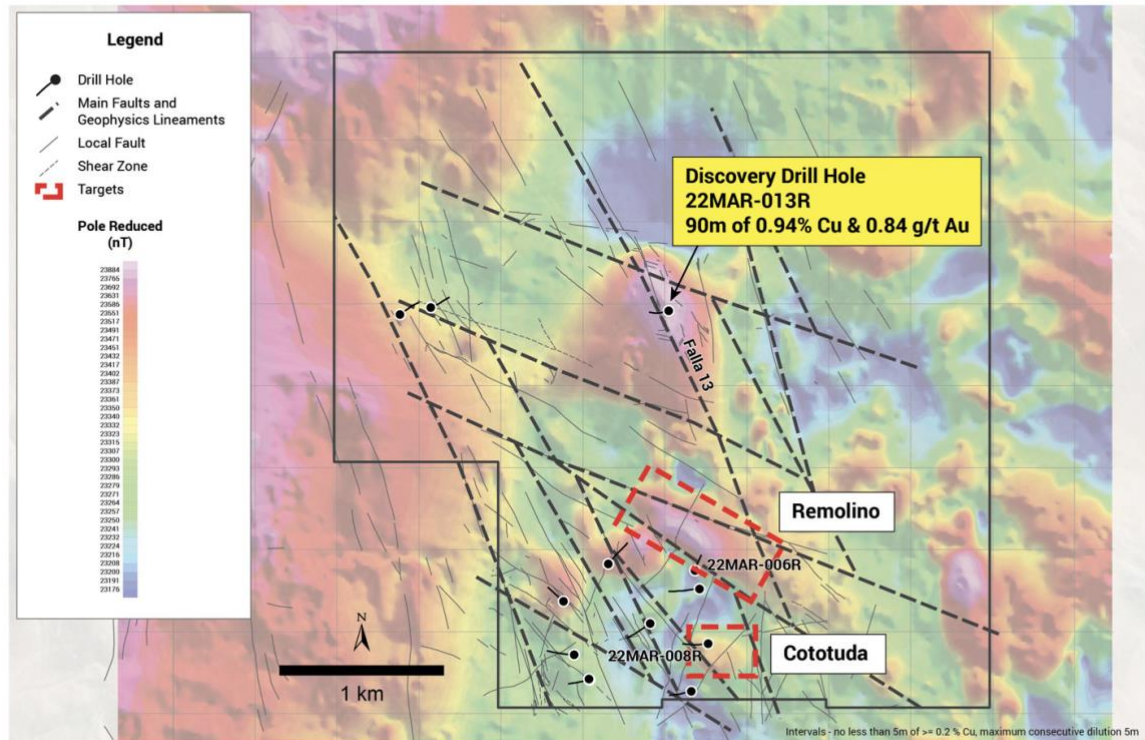 Legend
Drill Hole
Main Faults and
Geophysics Lineaments
Local Fault
Shear Zone
Targets
Pole Reduced
(nT)
23884
23765
23692
23631
23586
23551
23517
23491
23471
23451
23432
23417
23402
23387
23373
23361
23350
23340
23332
23323
23315
23307
23300
23293
23286
23279
23271
23264
23257
23250
23241
23232
23224
23216
23208
23200
23191
23176
Discovery Drill Hole
22MAR-013R
90m of 0.94% Cu & 0.84 g/t Au
Falla 13
Remolino
22MAR-006R
Cototuda
22MAR-008R
N
1 km
Intervals - no less than 5m of >= 0.2 % Cu, maximum consecutive dilution 5m